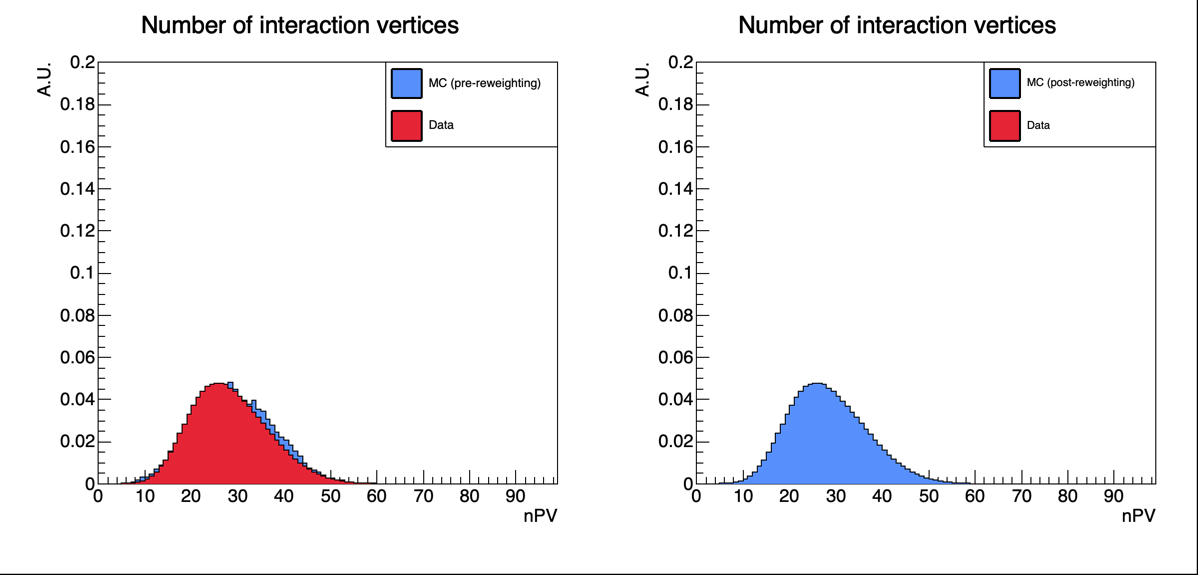 Number of interaction vertices
A.U.
0.2
0.18
0.16
0.14
0.12
0.1
0.08
0.06
0.04
0.02
0
MC (pre-reweighting)
Data
0 10 20 30 40 50 60 70 80 90
nPV
Number of interaction vertices
A.U.
0.2
0.18
0.16
0.14
0.12
0.1
0.08
0.06
0.04
0.02
0
MC (post-reweighting)
Data
0 10 20 30 40 50 60 70 80 90
nPV